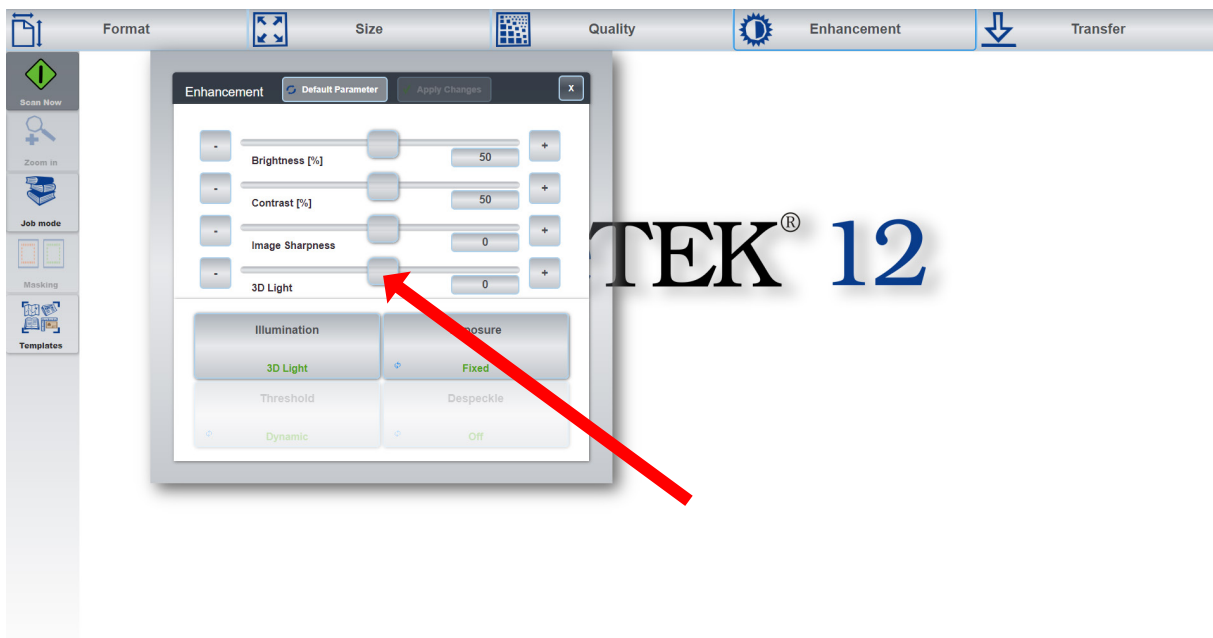 Format Size Quality Enhancement Transfer
Scan Now
Zoom in
Job mode
Masking
Templates
Enhancement Default Parameter Apply Changes X
- +
Brightness [%] 50
- +
Contrast [%] 50
- +
Image Sharpness 0
- +
3D Light 0
Illumination
3D Light Fixed
Threshold Despeckle
Dynamic Off
TEK® 12